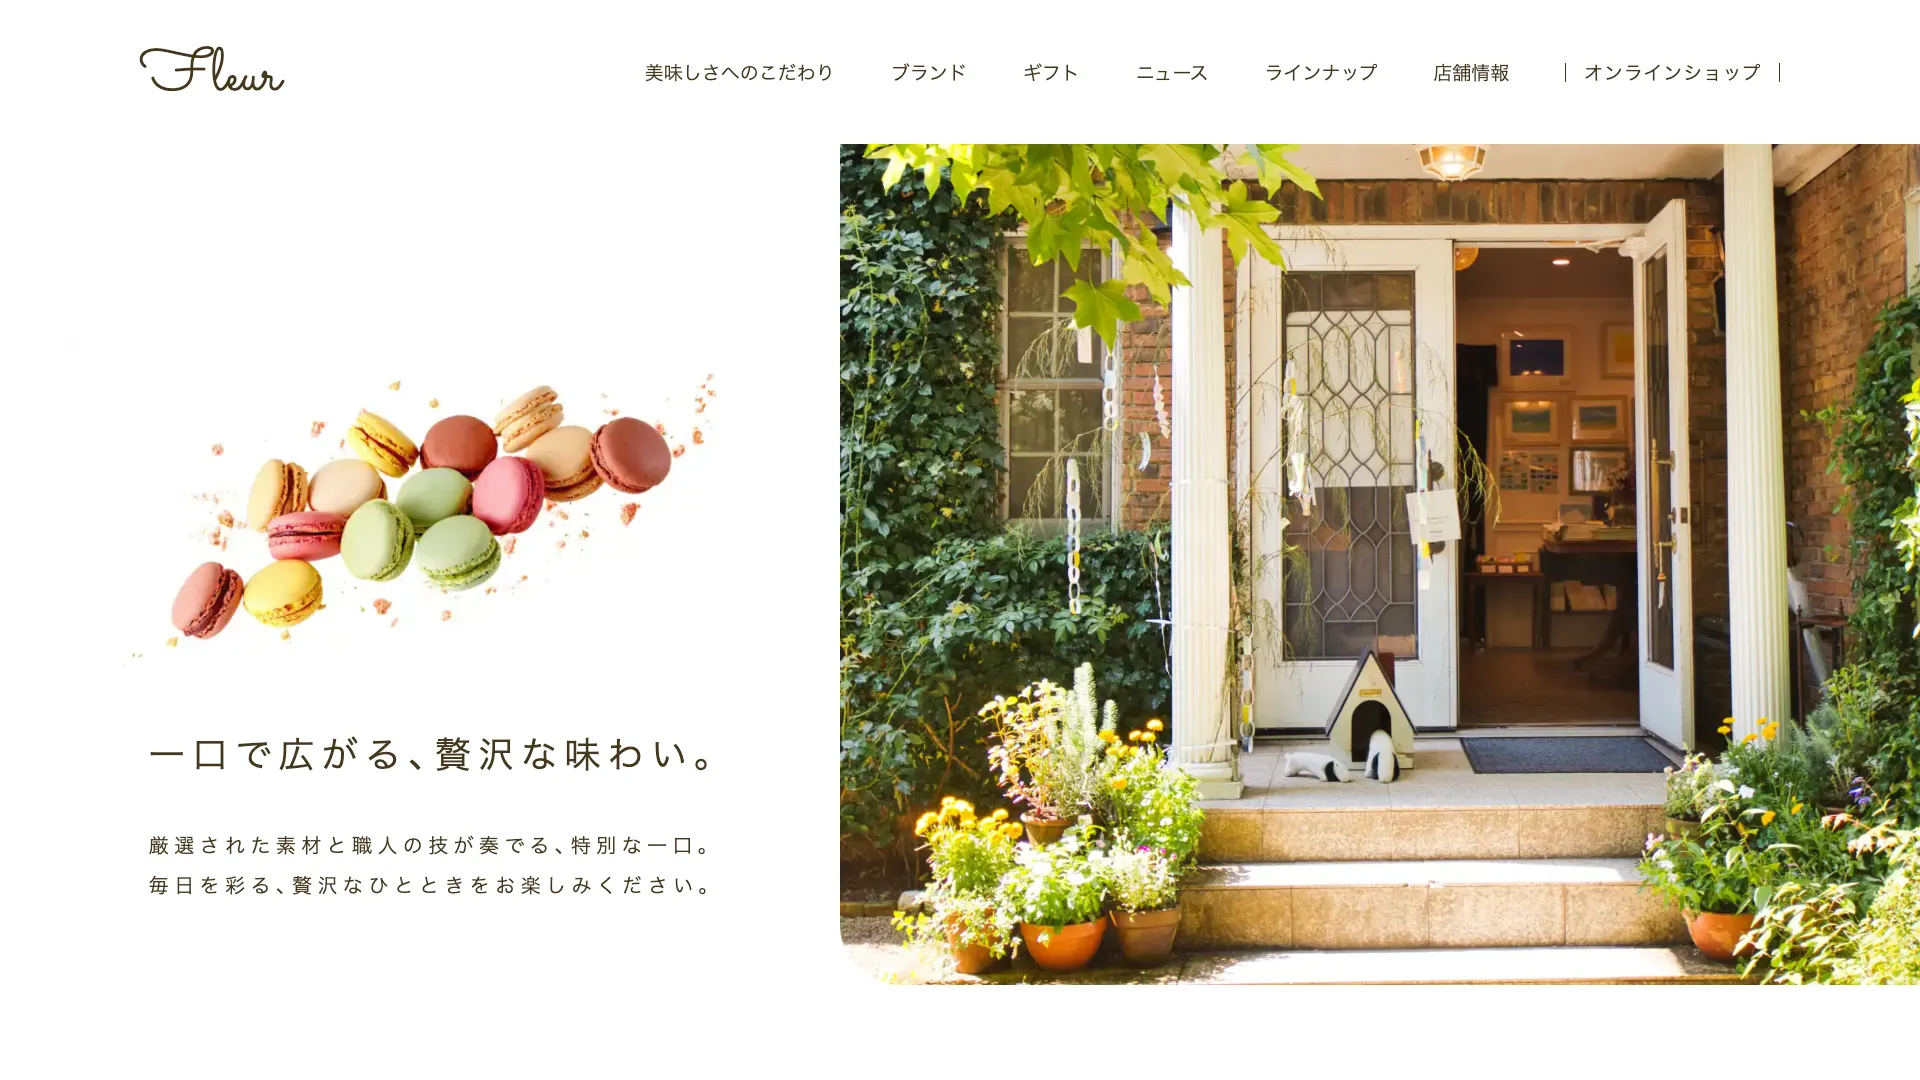 Fleur
美味しさへのこだわり
ブランド
ギフト
ニュース
ラインナップ
店舗情報
オンラインショップ
一口で広がる、贅沢な味わい。
厳選された素材と職人の技が奏でる、特別な一口。
毎日を彩る、贅沢なひとときをお楽しみください。